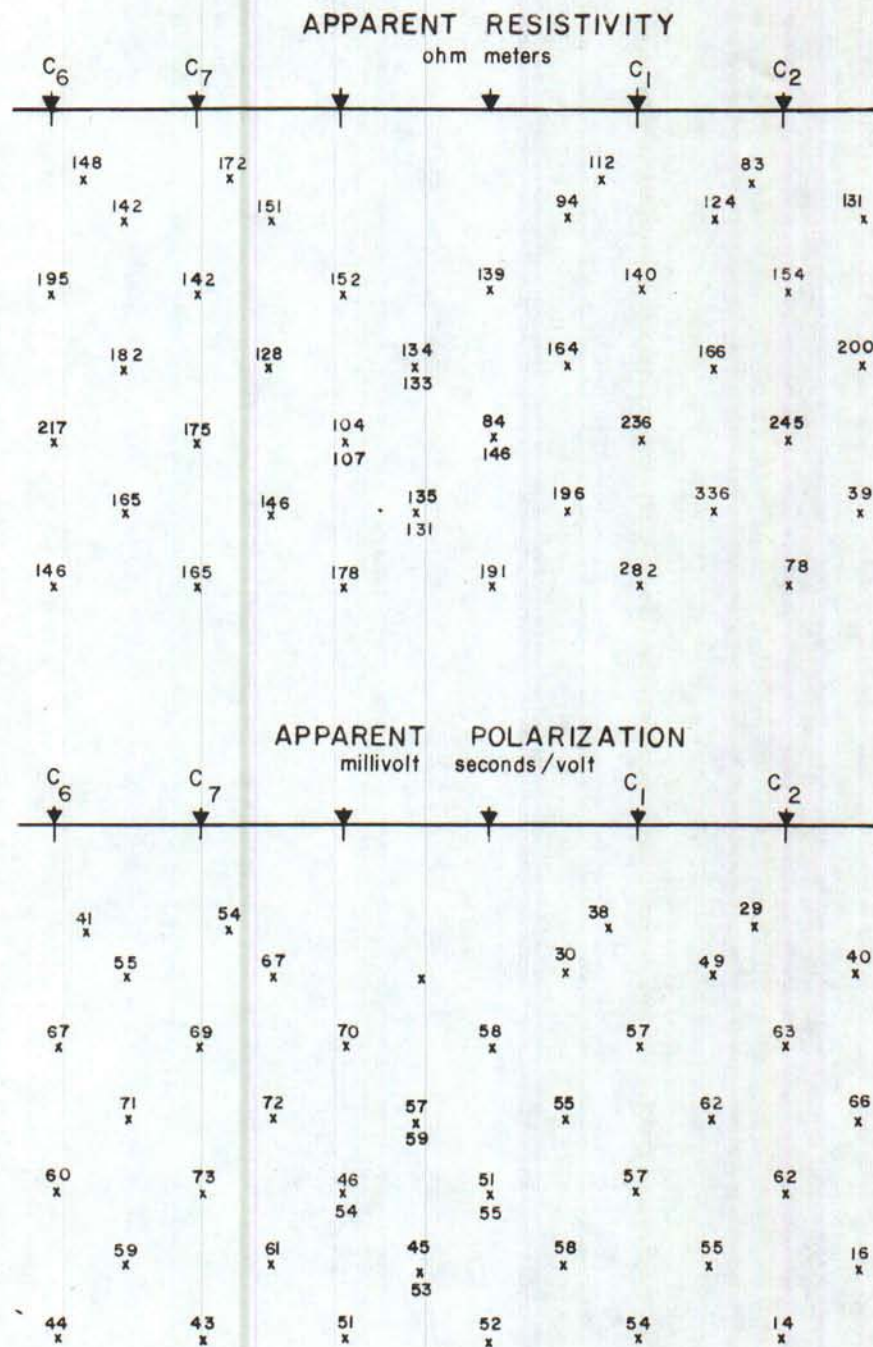 APPARENT RESISTIVITY
ohm meters
C6 C7 C1 C2
148 172 112 83
142 151 94 124 131
195 142 152 139 140 154
182 128 134 164 166 200
133
217 175 104 84 236 245
107 146
165 146 135 196 336 39
131
146 165 178 191 282 78
APPARENT POLARIZATION
millivolt seconds/volt
C6 C7 C1 C2
41 54 38 29
55 67 30 49 40
67 69 70 58 57 63
71 72 57 55 62 66
59
60 73 46 51 57 62
54 55
59 61 45 58 55 16
53
44 43 51 52 54 14